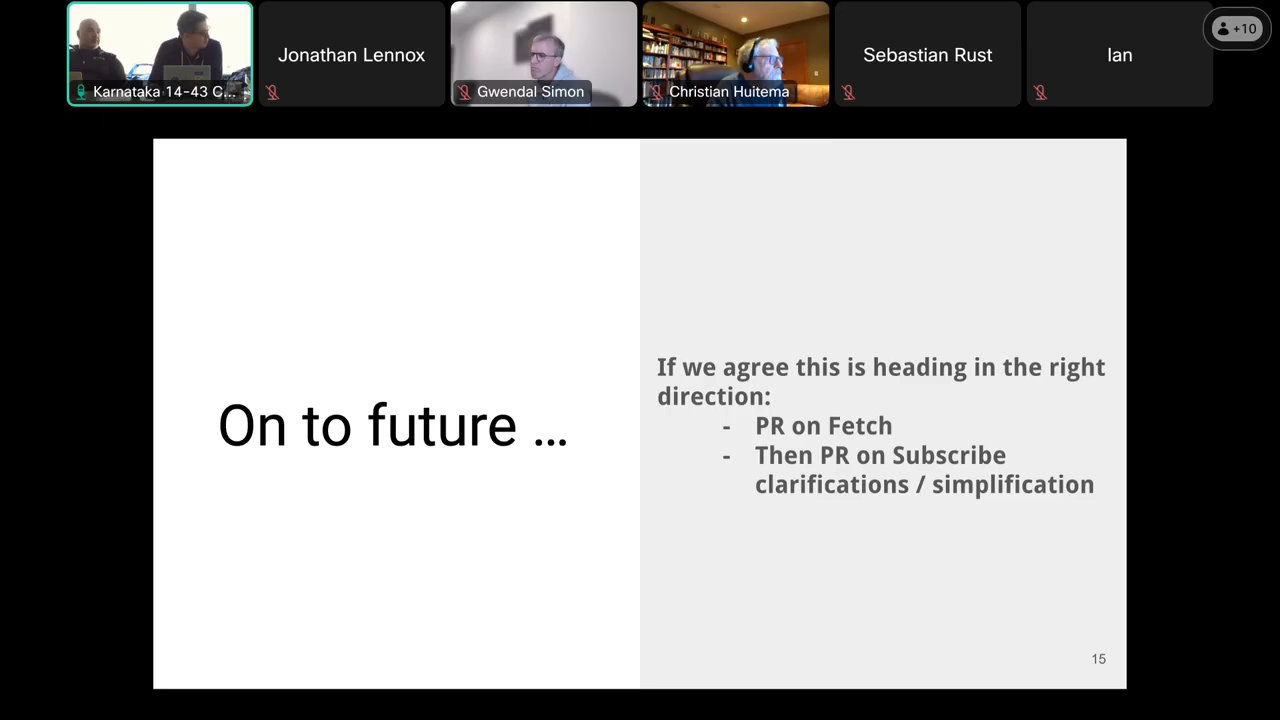 Karnataka 14-43 C...
Jonathan Lennox
Gwendal Simon
Christian Huitema
Sebastian Rust
Ian
+10
On to future ...
If we agree this is heading in the right
direction:
- PR on Fetch
- Then PR on Subscribe
clarifications / simplification
15